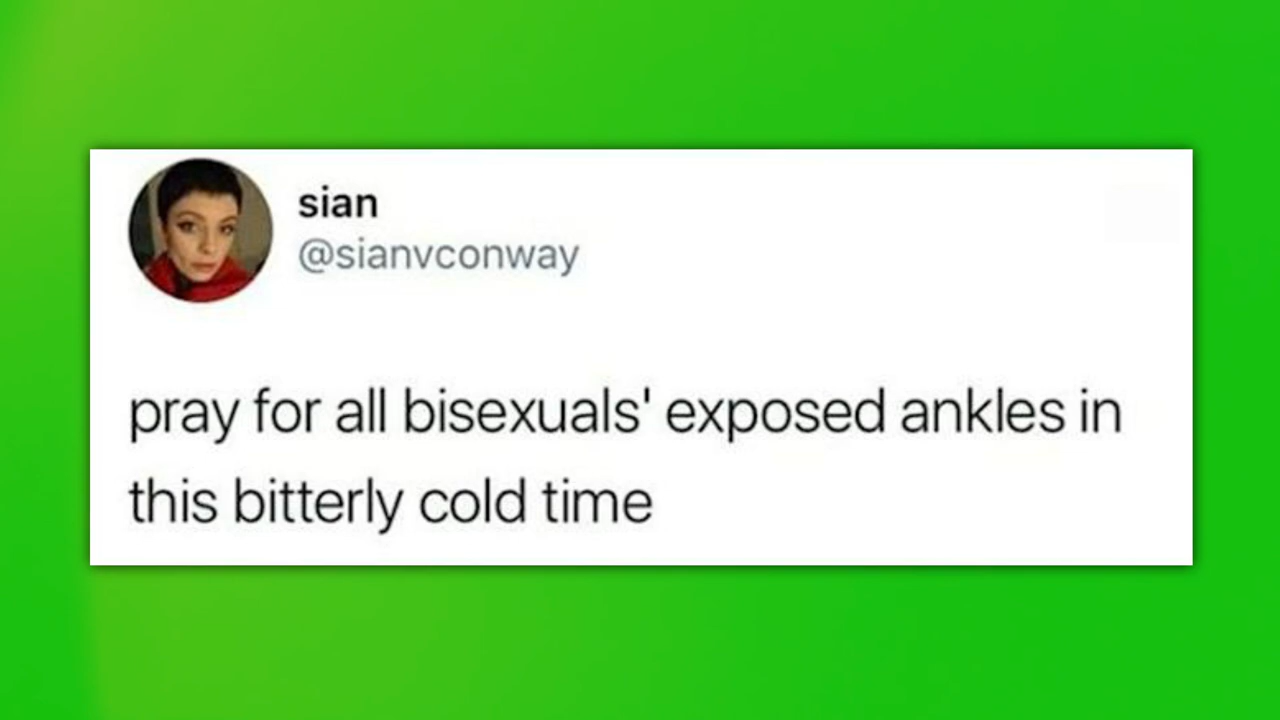 sian
@sianvconway
pray for all bisexuals' exposed ankles in
this bitterly cold time